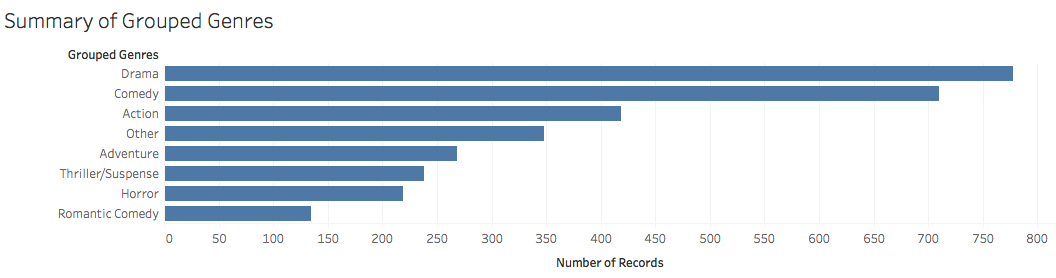 Summary of Grouped Genres
Grouped Genres
Drama
Comedy
Action
Other
Adventure
Thriller/Suspense
Horror
Romantic Comedy
0 50 100 150 200 250 300 350 400 450 500 550 600 650 700 750 800
Number of Records